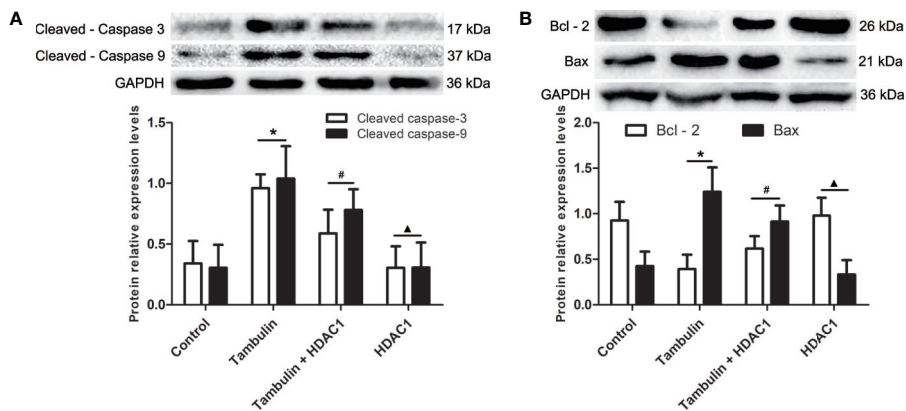 A
Cleaved - Caspase 3 17 kDa
Cleaved - Caspase 9 37 kDa
GAPDH 36 kDa
Protein relative expression levels
1.5
1.0
0.5
0.0
Cleaved caspase-3
Cleaved caspase-9
*
#
▲
Control
Tambulin
Tambulin + HDAC1
HDAC1
B
Bcl - 2 26 kDa
Bax 21 kDa
GAPDH 36 kDa
Protein relative expression levels
2.0
1.5
1.0
0.5
0.0
Bcl - 2 Bax
*
#
▲
Control
Tambulin
Tambulin + HDAC1
HDAC1